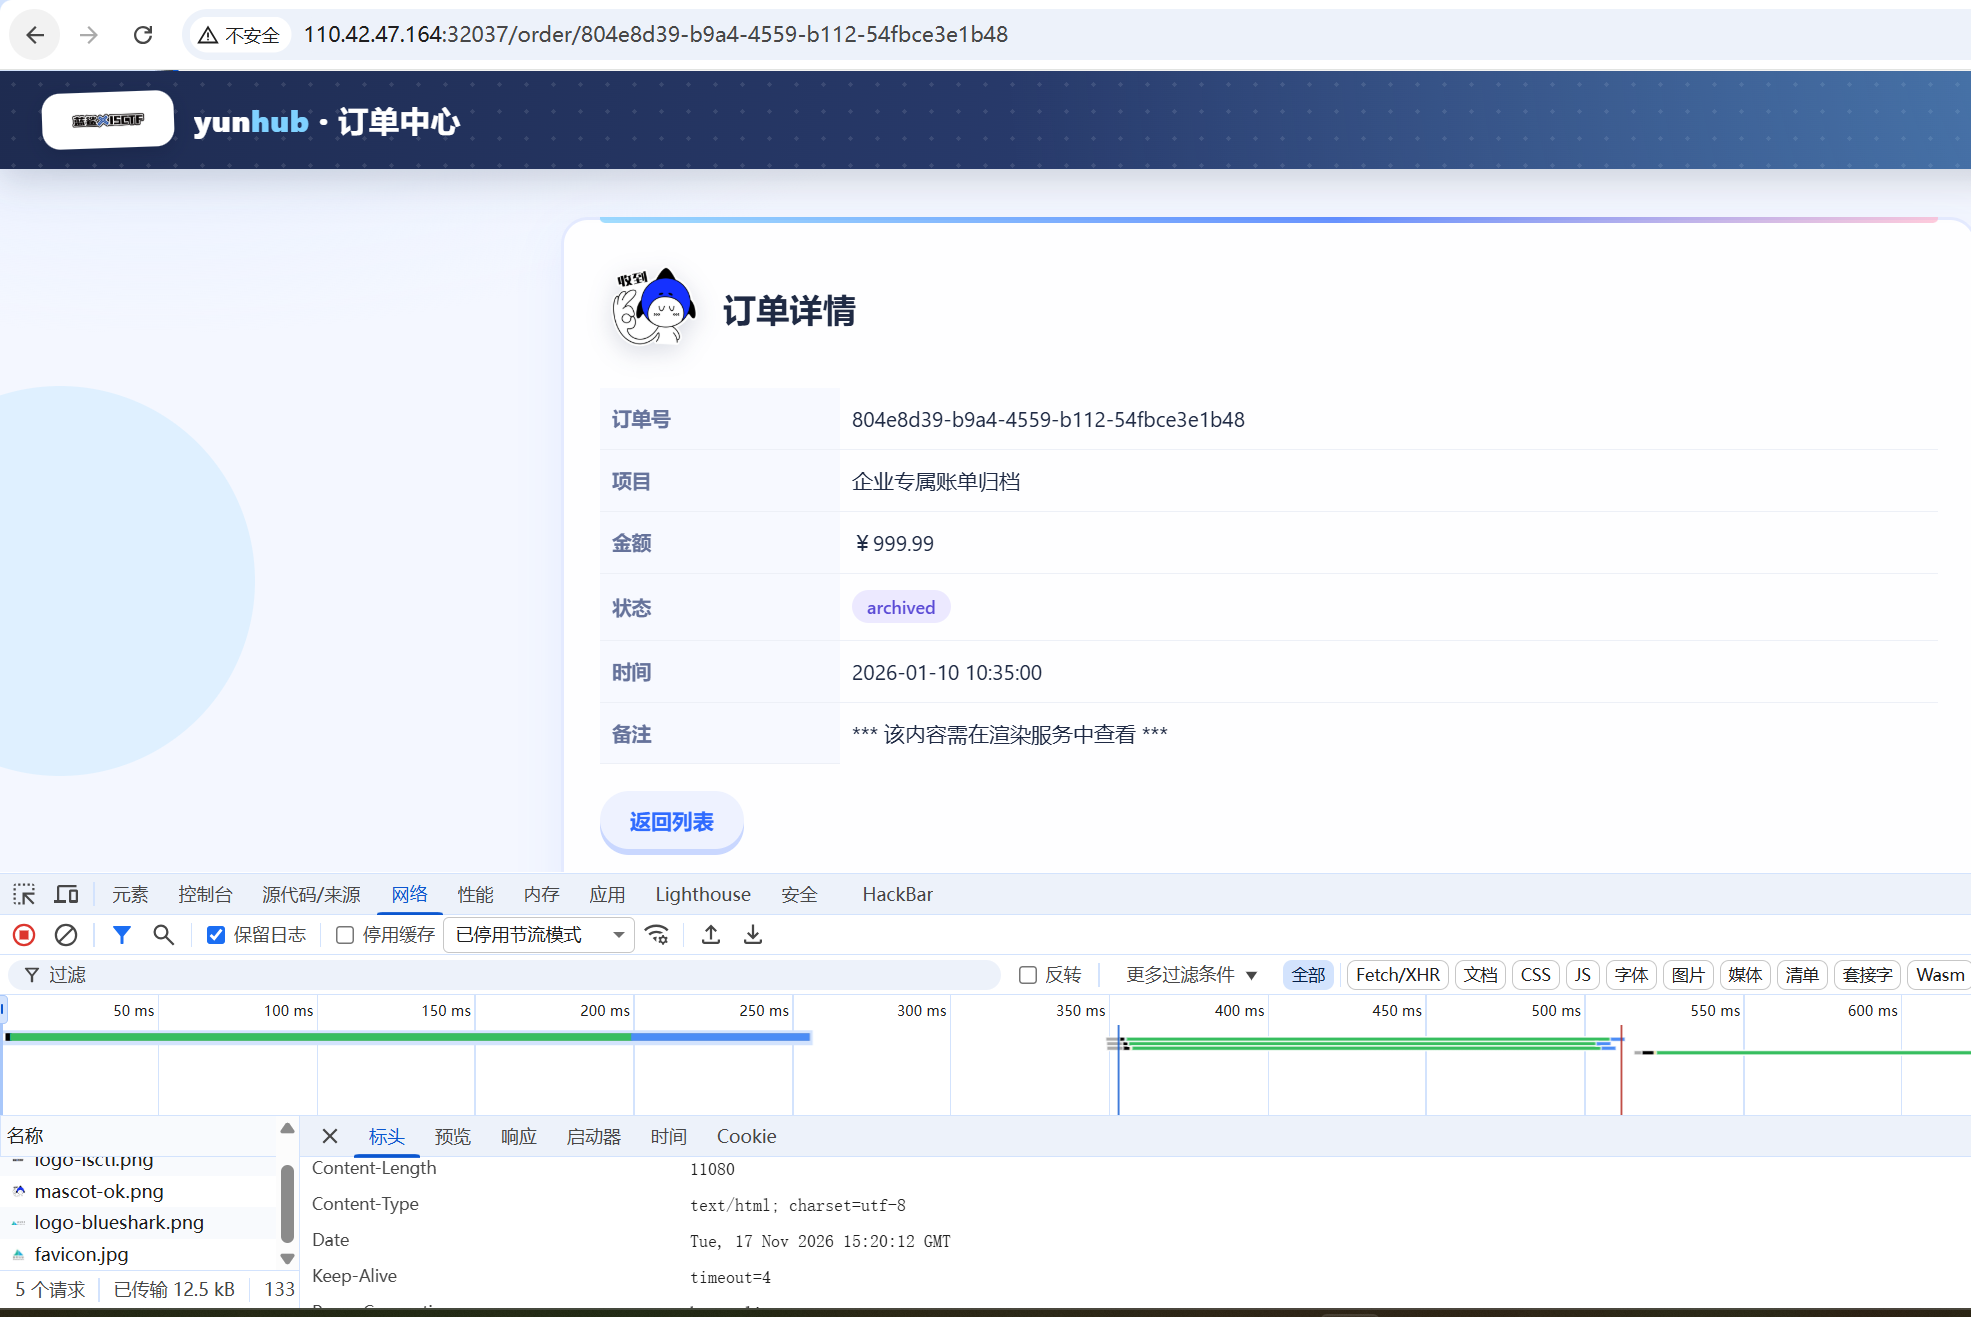 不安全 110.42.47.164:32037/order/804e8d39-b9a4-4559-b112-54fbce3e1b48
蓝鲨XISCTF yunhub · 订单中心
收到
订单详情
订单号 804e8d39-b9a4-4559-b112-54fbce3e1b48
项目 企业专属账单归档
金额 ¥999.99
状态 archived
时间 2026-01-10 10:35:00
备注 *** 该内容需在渲染服务中查看 ***
返回列表
元素 控制台 源代码/来源 网络 性能 内存 应用 Lighthouse 安全 HackBar
保留日志 停用缓存 已停用节流模式
过滤 反转 更多过滤条件 全部 Fetch/XHR 文档 CSS JS 字体 图片 媒体 清单 套接字 Wasm
50 ms 100 ms 150 ms 200 ms 250 ms 300 ms 350 ms 400 ms 450 ms 500 ms 550 ms 600 ms
名称 标头 预览 响应 启动器 时间 Cookie
logo-isctf.png
mascot-ok.png
logo-blueshark.png
favicon.jpg
5 个请求 已传输 12.5 kB 133
Content-Length 11080
Content-Type text/html; charset=utf-8
Date Tue, 17 Nov 2026 15:20:12 GMT
Keep-Alive timeout=4